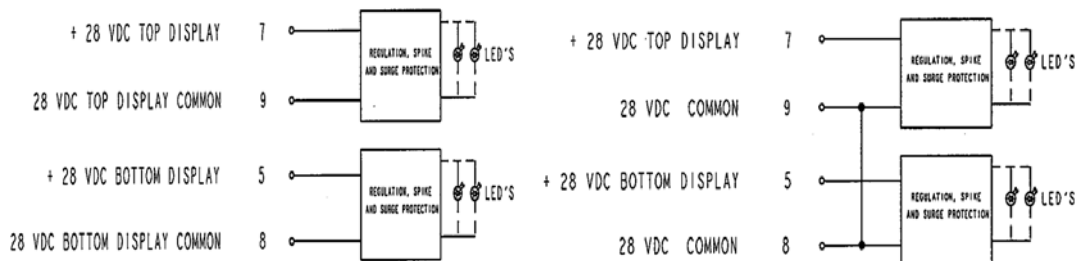 + 28 VDC TOP DISPLAY 7
REGULATION, SPIKE
AND SURGE PROTECTION
LED'S
28 VDC TOP DISPLAY COMMON 9
+ 28 VDC BOTTOM DISPLAY 5
REGULATION, SPIKE
AND SURGE PROTECTION
LED'S
28 VDC BOTTOM DISPLAY COMMON 8
+ 28 VDC TOP DISPLAY 7
REGULATION, SPIKE
AND SURGE PROTECTION
LED'S
28 VDC COMMON 9
+ 28 VDC BOTTOM DISPLAY 5
REGULATION, SPIKE
AND SURGE PROTECTION
LED'S
28 VDC COMMON 8